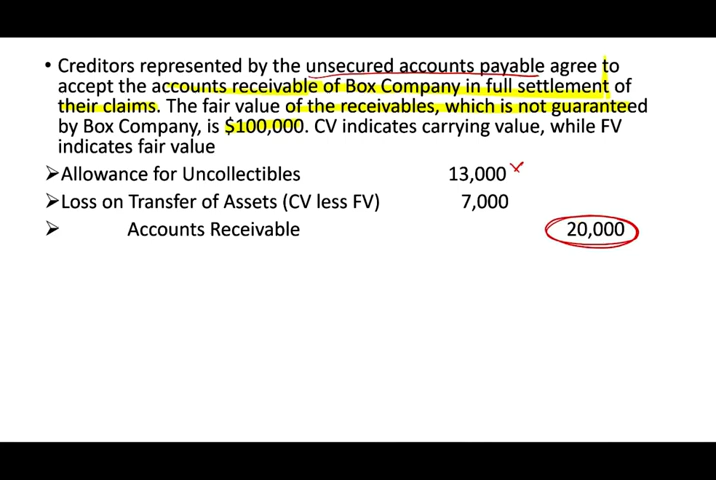 • Creditors represented by the unsecured accounts payable agree to
accept the accounts receivable of Box Company in full settlement of
their claims. The fair value of the receivables, which is not guaranteed
by Box Company, is $100,000. CV indicates carrying value, while FV
indicates fair value
➢Allowance for Uncollectibles 13,000
➢Loss on Transfer of Assets (CV less FV) 7,000
➢ Accounts Receivable 20,000